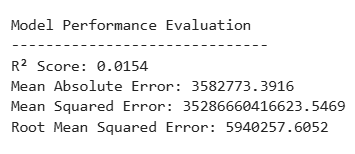 Model Performance Evaluation
------------------------------
R² Score: 0.0154
Mean Absolute Error: 3582773.3916
Mean Squared Error: 35286660416623.5469
Root Mean Squared Error: 5940257.6052